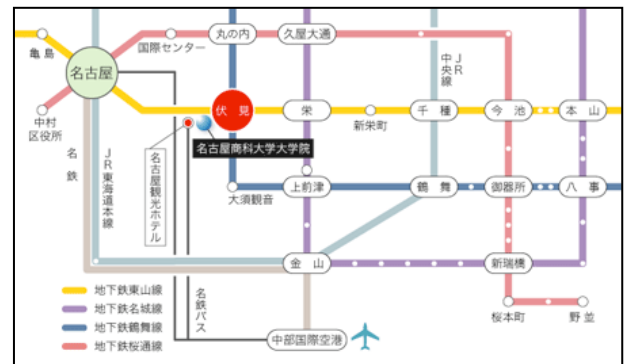 亀島
国際センター
丸の内
久屋大通
名古屋
JR中央線
中村
区役所
伏見
栄
新栄町
千種
今池
本山
名古屋商科大学大学院
名鉄
JR東海道本線
名古屋観光ホテル
大須観音
上前津
鶴舞
御器所
八事
金山
新瑞橋
地下鉄東山線
地下鉄名城線
地下鉄鶴舞線
地下鉄桜通線
名鉄バス
桜本町
野並
中部国際空港